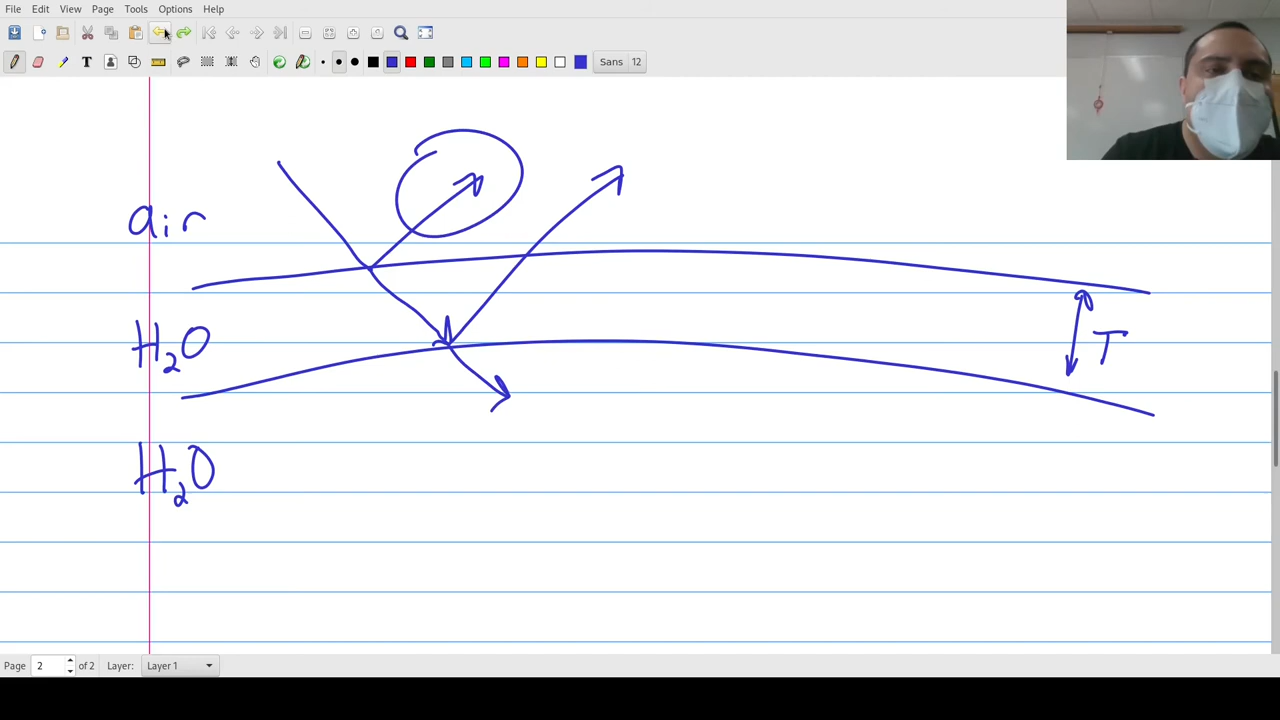 File Edit View Page Tools Options Help
Sans 12
air
H₂O
T
H₂O
Page 2 of 2 Layer: Layer 1